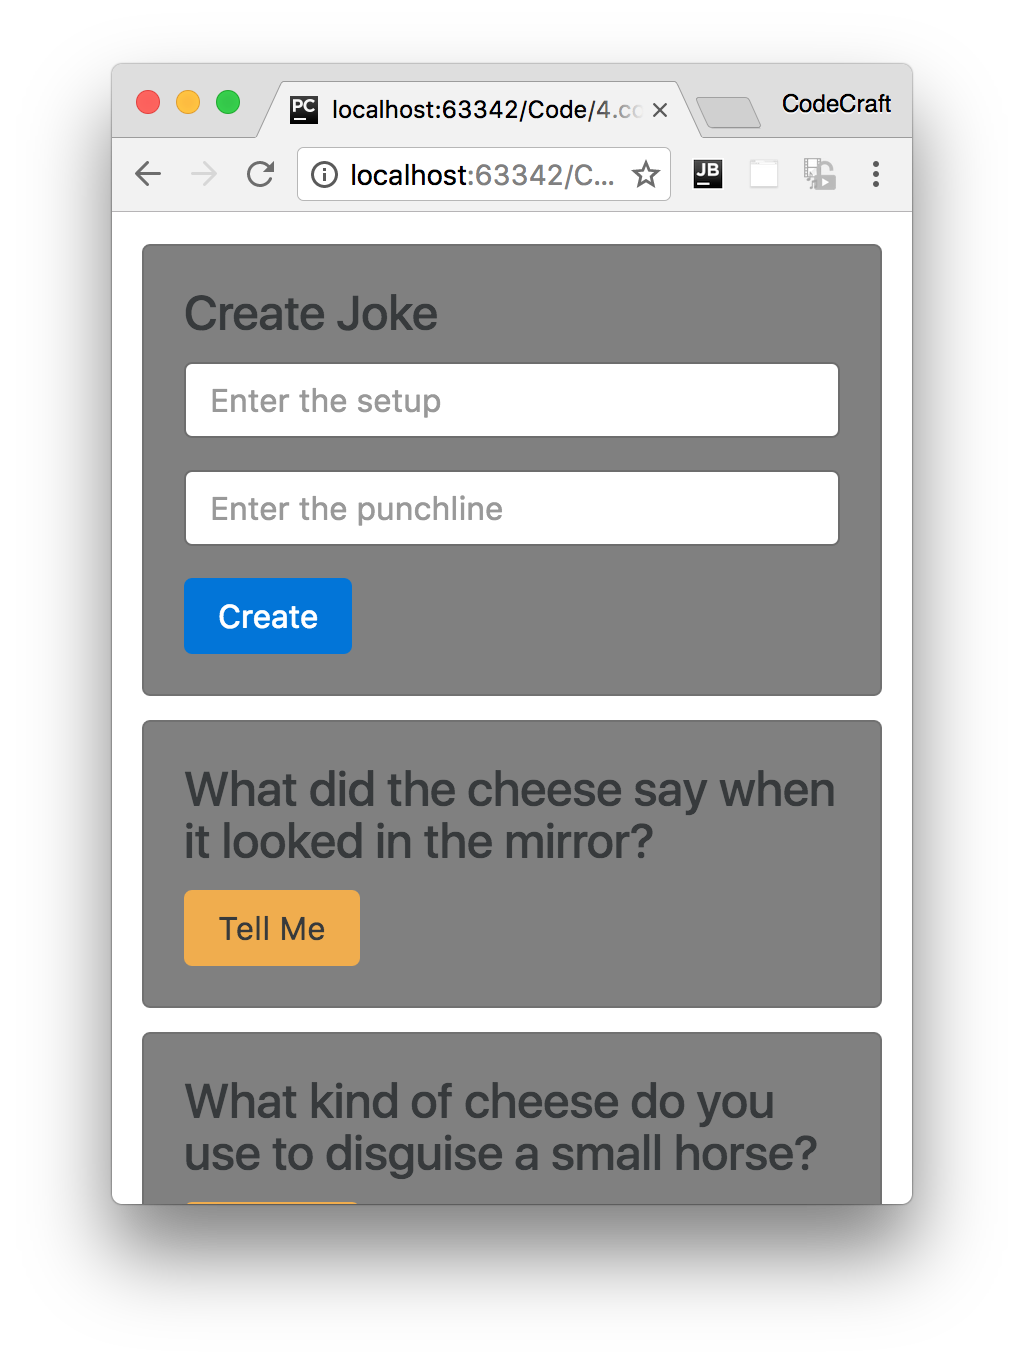 PC
localhost:63342/Code/4.co
CodeCraft
localhost:63342/C...
JB
Create Joke
Enter the setup
Enter the punchline
Create
What did the cheese say when
it looked in the mirror?
Tell Me
What kind of cheese do you
use to disguise a small horse?